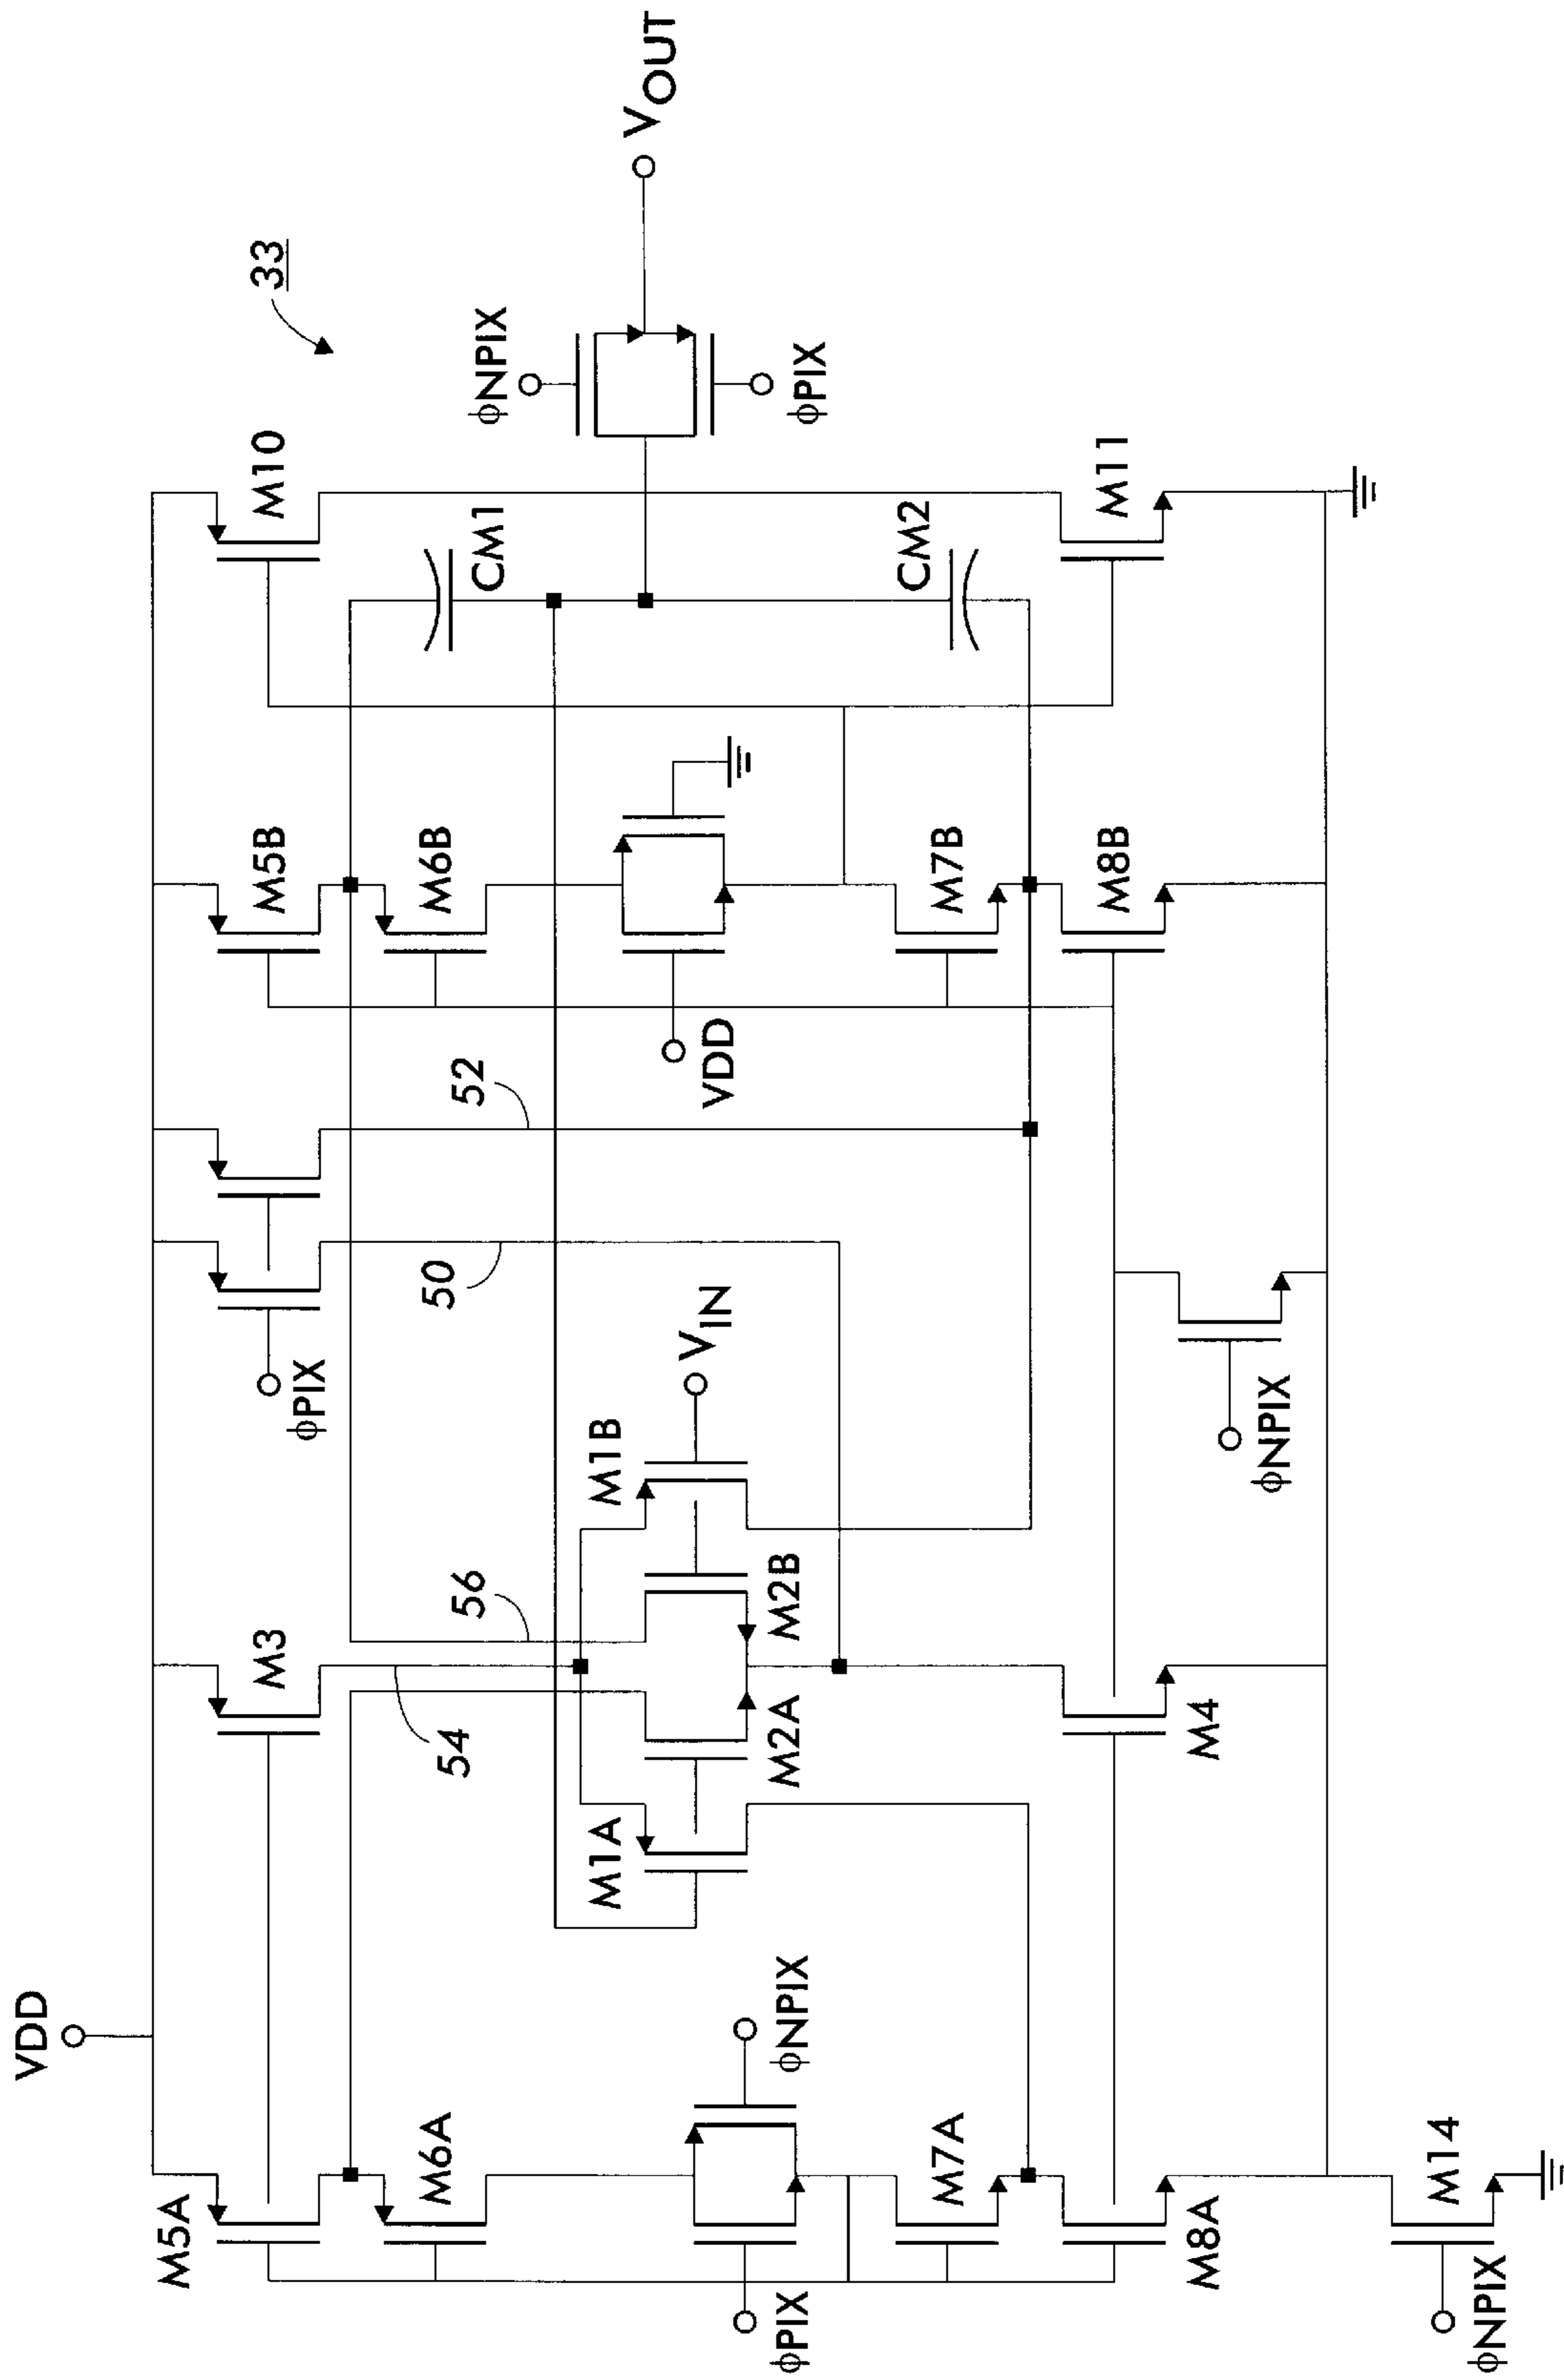 33
VDD
M5A
M3
φPIX
M5B
M10
M6A
54
56
50
52
M6B
CM1
φNPIX
VOUT
φPIX
φPIX
φNPIX
M1A
M2A
M2B
M1B
VIN
VDD
M7A
M7B
CM2
M8A
M4
φNPIX
M8B
M11
φNPIX
M14